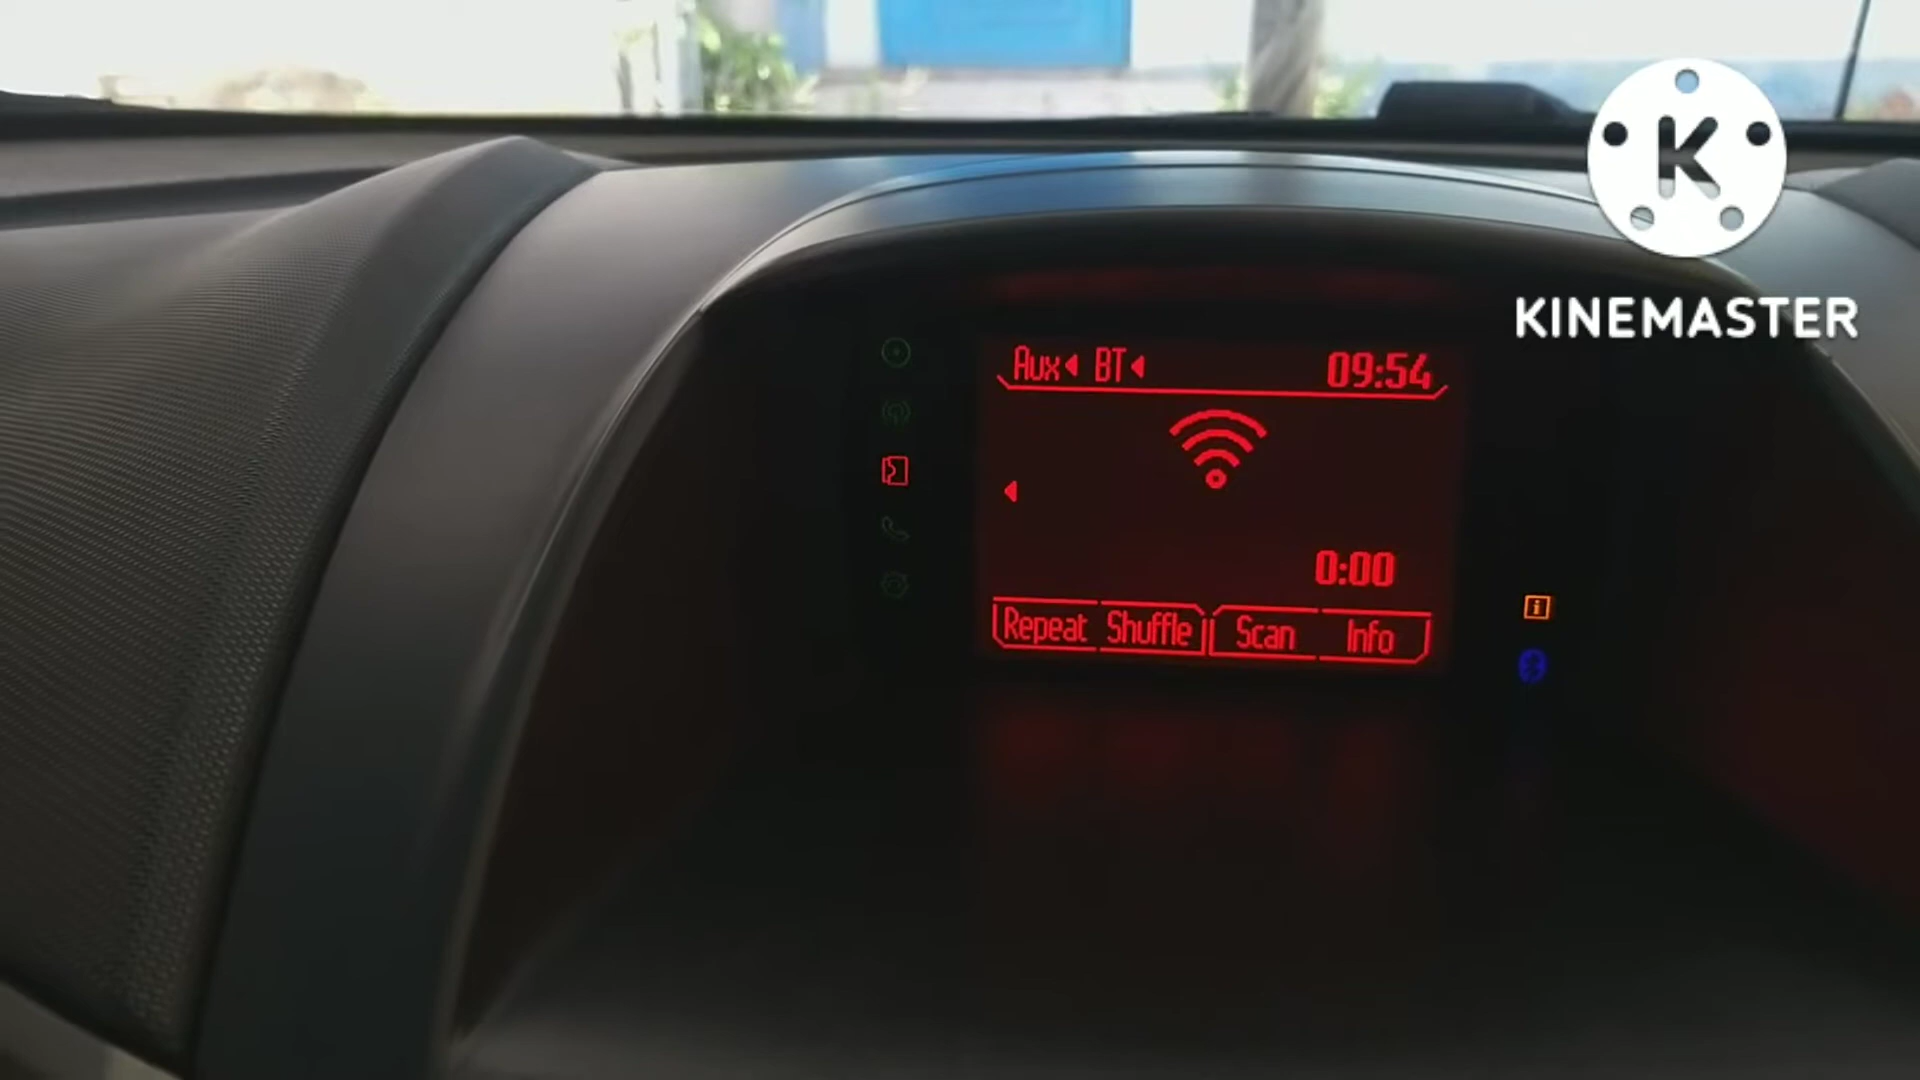 Aux BT 09:54
0:00
Repeat Shuffle Scan Info
i
K
KINEMASTER